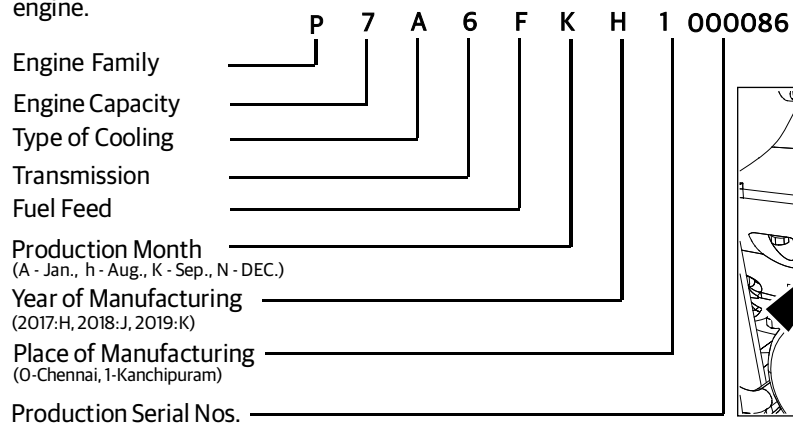 engine.
P 7 A 6 F K H 1 000086
Engine Family
Engine Capacity
Type of Cooling
Transmission
Fuel Feed
Production Month
(A - Jan., h - Aug., K - Sep., N - DEC.)
Year of Manufacturing
(2017:H, 2018:J, 2019:K)
Place of Manufacturing
(0-Chennai, 1-Kanchipuram)
Production Serial Nos.